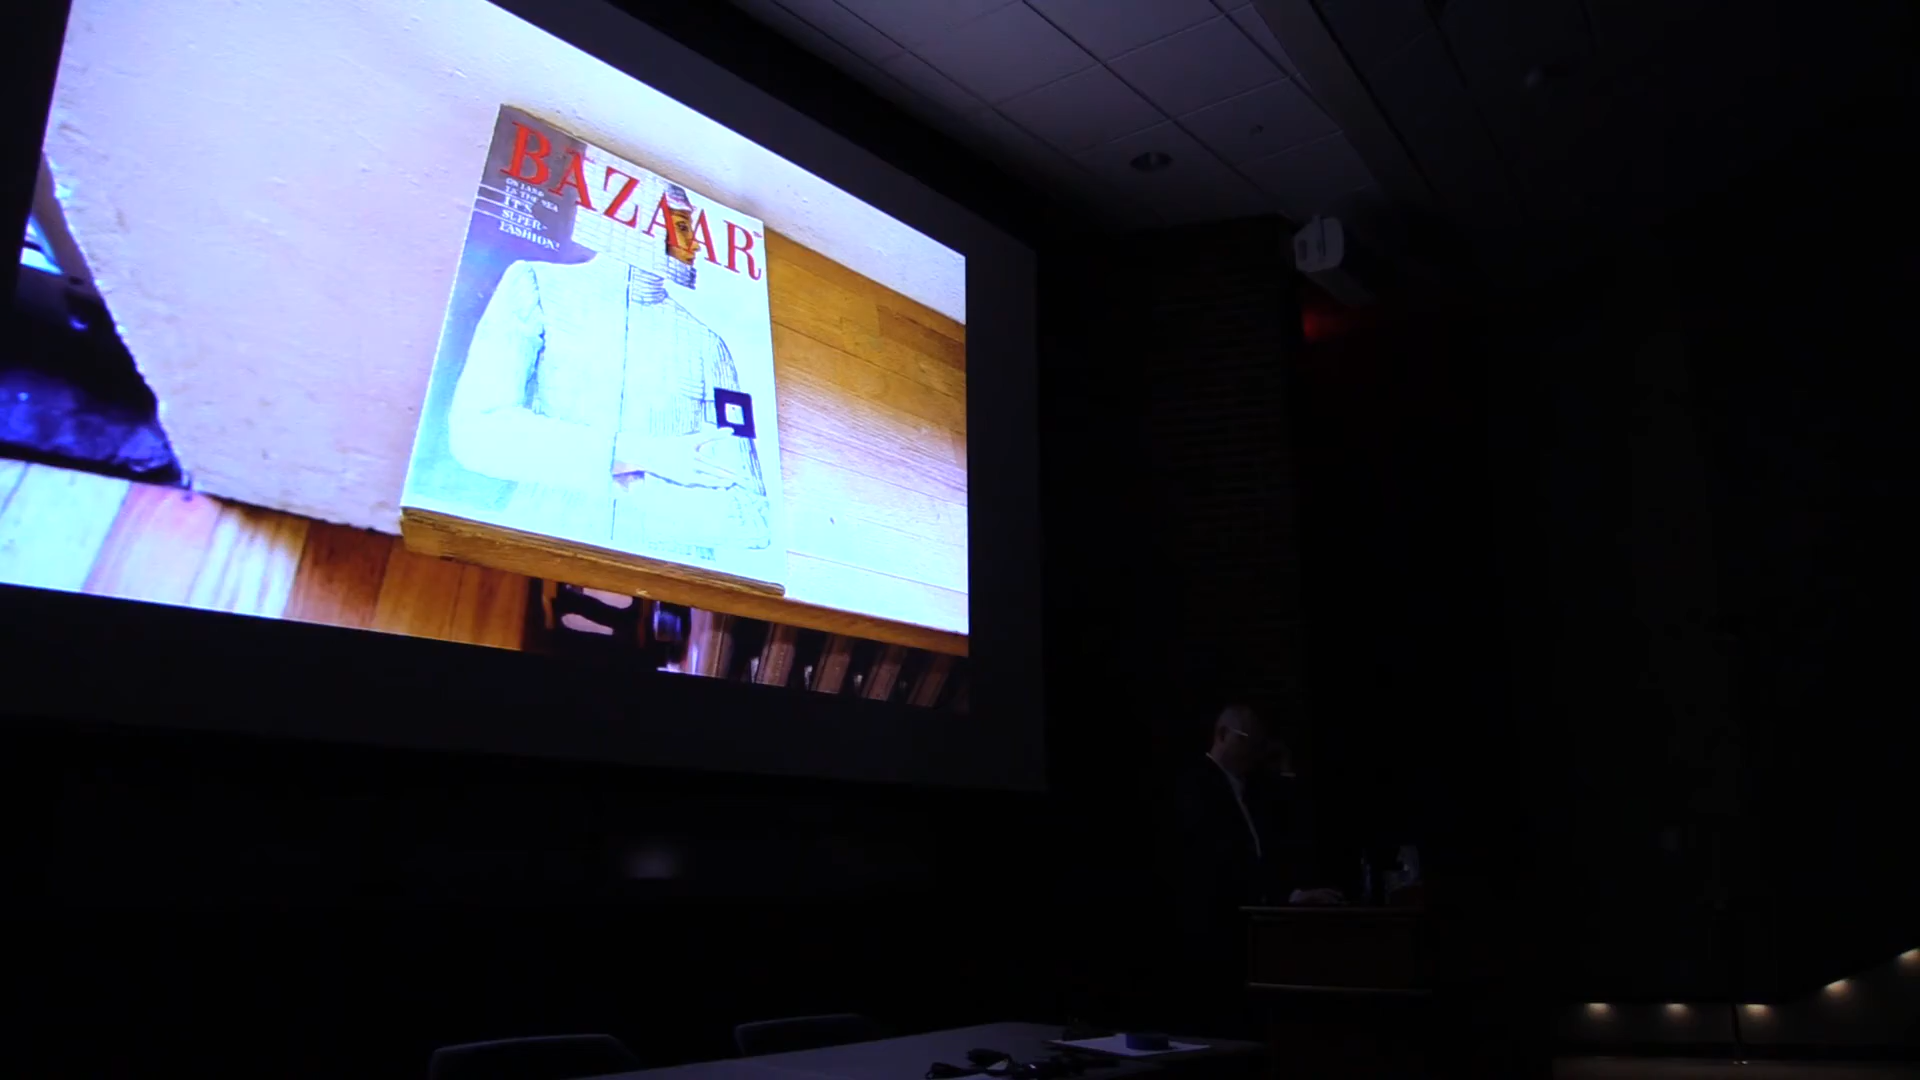 BAZAAR
ON LAND
IN THE SEA
IT'S
SUPER-
FASHION!